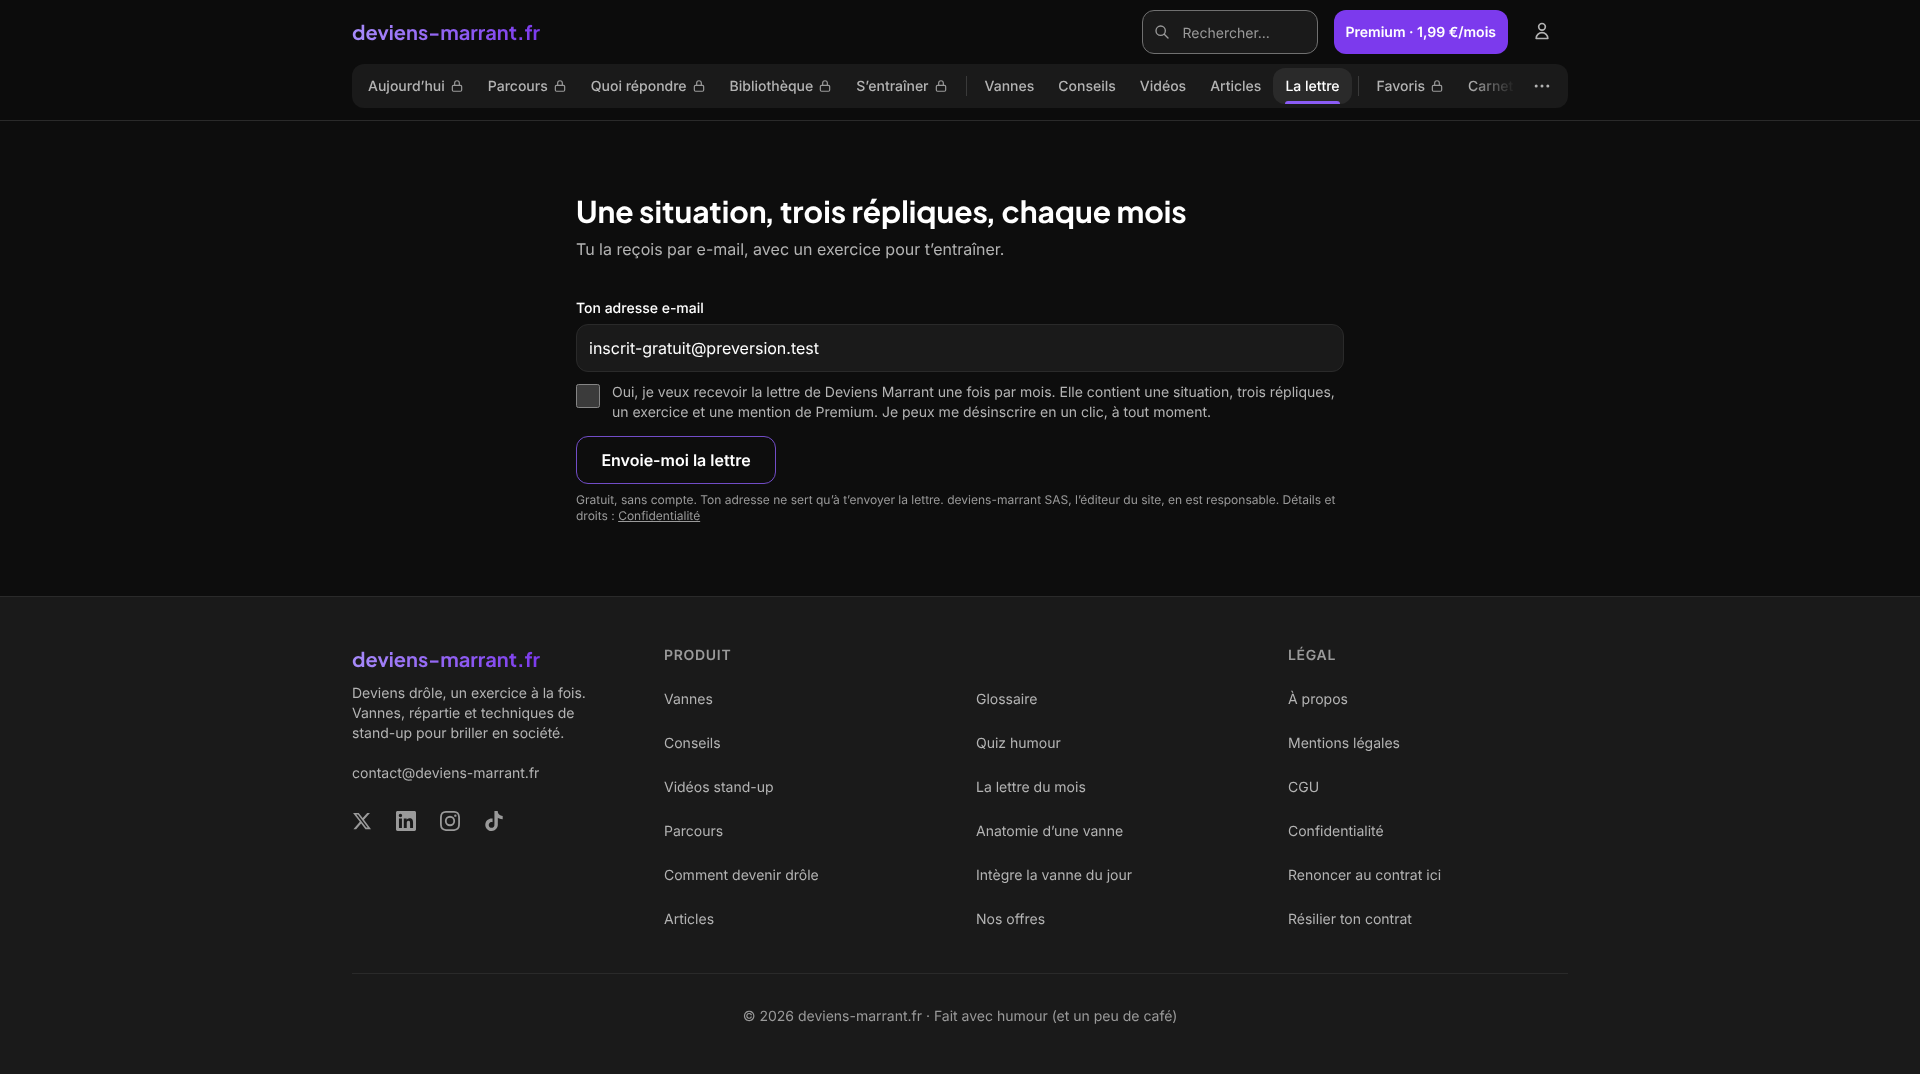 deviens-marrant.fr
Rechercher...
Premium · 1,99 €/mois
Aujourd’hui
Parcours
Quoi répondre
Bibliothèque
S’entraîner
Vannes
Conseils
Vidéos
Articles
La lettre
Favoris
Carnet
Une situation, trois répliques, chaque mois
Tu la reçois par e-mail, avec un exercice pour t’entraîner.
Ton adresse e-mail
inscrit-gratuit@preversion.test
Oui, je veux recevoir la lettre de Deviens Marrant une fois par mois. Elle contient une situation, trois répliques,
un exercice et une mention de Premium. Je peux me désinscrire en un clic, à tout moment.
Envoie-moi la lettre
Gratuit, sans compte. Ton adresse ne sert qu’à t’envoyer la lettre. deviens-marrant SAS, l’éditeur du site, en est responsable. Détails et
droits : Confidentialité
deviens-marrant.fr
Deviens drôle, un exercice à la fois.
Vannes, répartie et techniques de
stand-up pour briller en société.
contact@deviens-marrant.fr
PRODUIT
Vannes
Conseils
Vidéos stand-up
Parcours
Comment devenir drôle
Articles
Glossaire
Quiz humour
La lettre du mois
Anatomie d’une vanne
Intègre la vanne du jour
Nos offres
LÉGAL
À propos
Mentions légales
CGU
Confidentialité
Renoncer au contrat ici
Résilier ton contrat
© 2026 deviens-marrant.fr · Fait avec humour (et un peu de café)